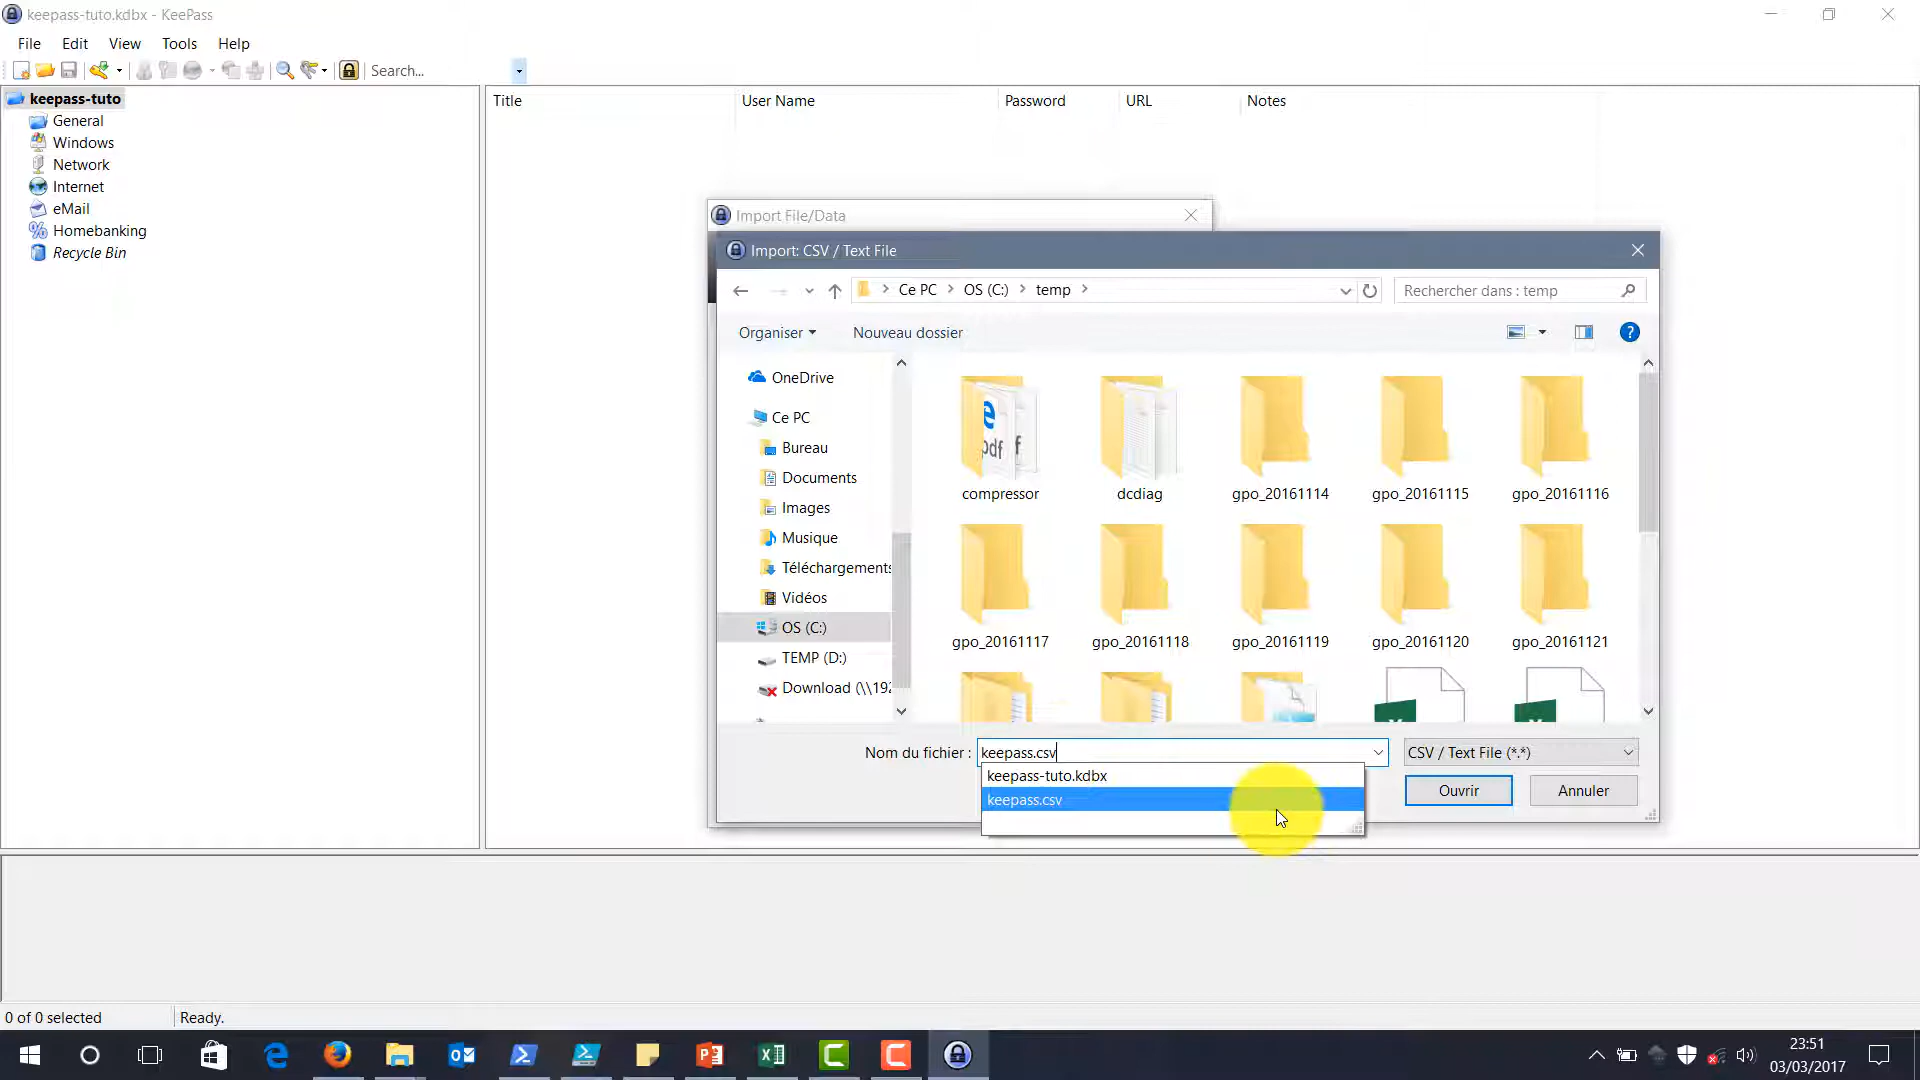 keepass-tuto.kdbx - KeePass
File Edit View Tools Help
Search...
keepass-tuto
General
Windows
Network
Internet
eMail
Homebanking
Recycle Bin
Title User Name Password URL Notes
Import File/Data
Import: CSV / Text File
Ce PC OS (C:) temp
Rechercher dans : temp
Organiser Nouveau dossier
OneDrive
Ce PC
Bureau
Documents
Images
Musique
Téléchargements
Vidéos
OS (C:)
TEMP (D:)
Download (\\192
compressor dcdiag gpo_20161114 gpo_20161115 gpo_20161116
gpo_20161117 gpo_20161118 gpo_20161119 gpo_20161120 gpo_20161121
Nom du fichier : keepass.csv CSV / Text File (*.*)
keepass-tuto.kdbx
keepass.csv
Ouvrir Annuler
0 of 0 selected Ready.
23:51
03/03/2017